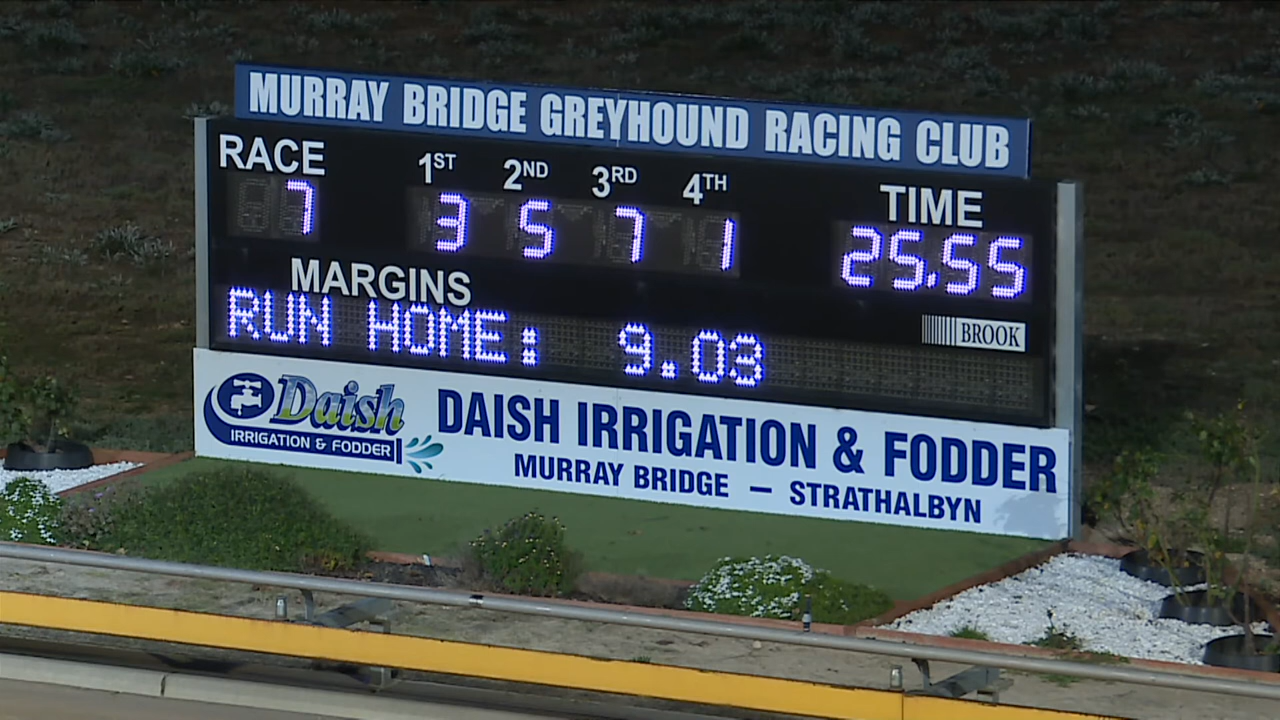 MURRAY BRIDGE GREYHOUND RACING CLUB
RACE 1ST 2ND 3RD 4TH TIME
7 3 5 7 1 25.55
MARGINS
RUN HOME: 9.03
BROOK
Daish
IRRIGATION & FODDER
DAISH IRRIGATION & FODDER
MURRAY BRIDGE – STRATHALBYN